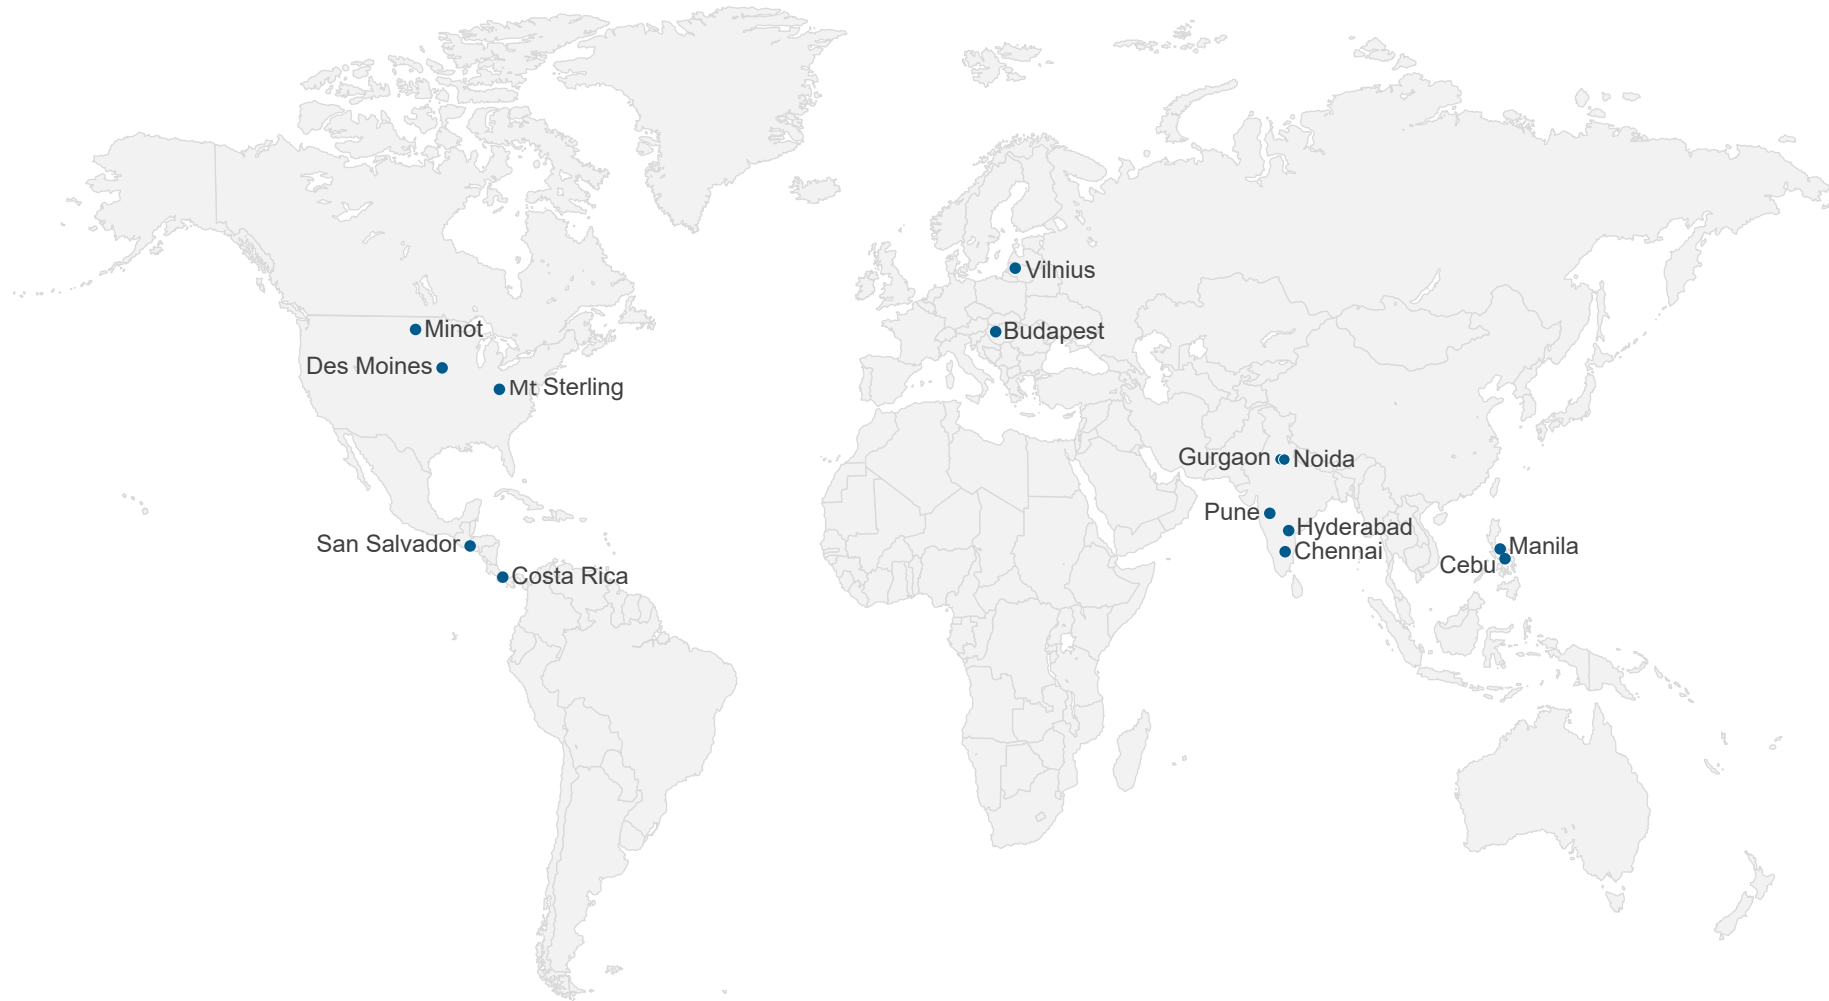 Vilnius
Minot
Budapest
Des Moines
Mt Sterling
Gurgaon
Noida
Pune
Hyderabad
San Salvador
Chennai
Manila
Cebu
Costa Rica